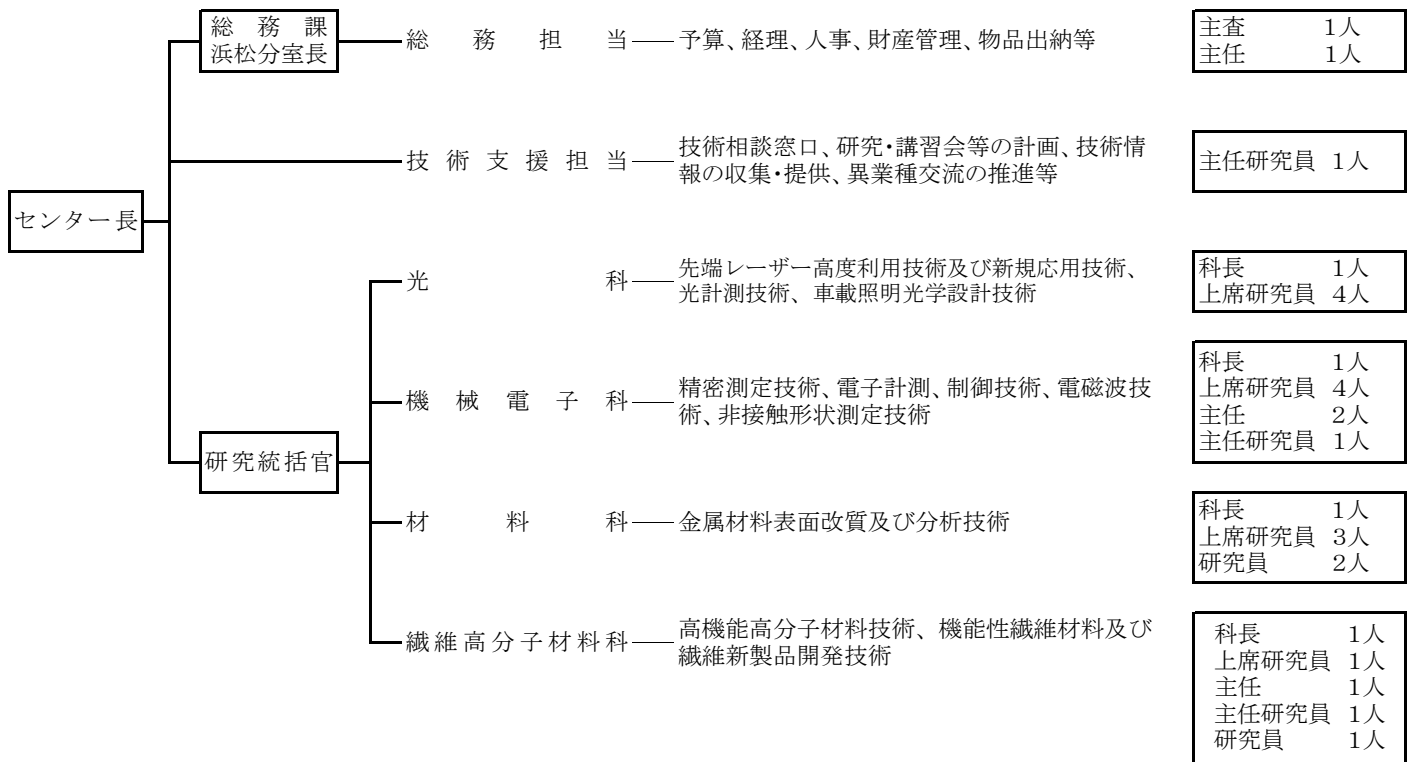 総務課
浜松分室長
総務担当
予算、経理、人事、財産管理、物品出納等
主査 1人
主任 1人
技術支援担当
技術相談窓口、研究・講習会等の計画、技術情
報の収集・提供、異業種交流の推進等
主任研究員 1人
センター長
光科
先端レーザー高度利用技術及び新規応用技術、
光計測技術、車載照明光学設計技術
科長 1人
上席研究員 4人
機械電子科
精密測定技術、電子計測、制御技術、電磁波技
術、非接触形状測定技術
科長 1人
上席研究員 4人
主任 2人
主任研究員 1人
研究統括官
材料科
金属材料表面改質及び分析技術
科長 1人
上席研究員 3人
研究員 2人
繊維高分子材料科
高機能高分子材料技術、機能性繊維材料及び
繊維新製品開発技術
科長 1人
上席研究員 1人
主任 1人
主任研究員 1人
研究員 1人